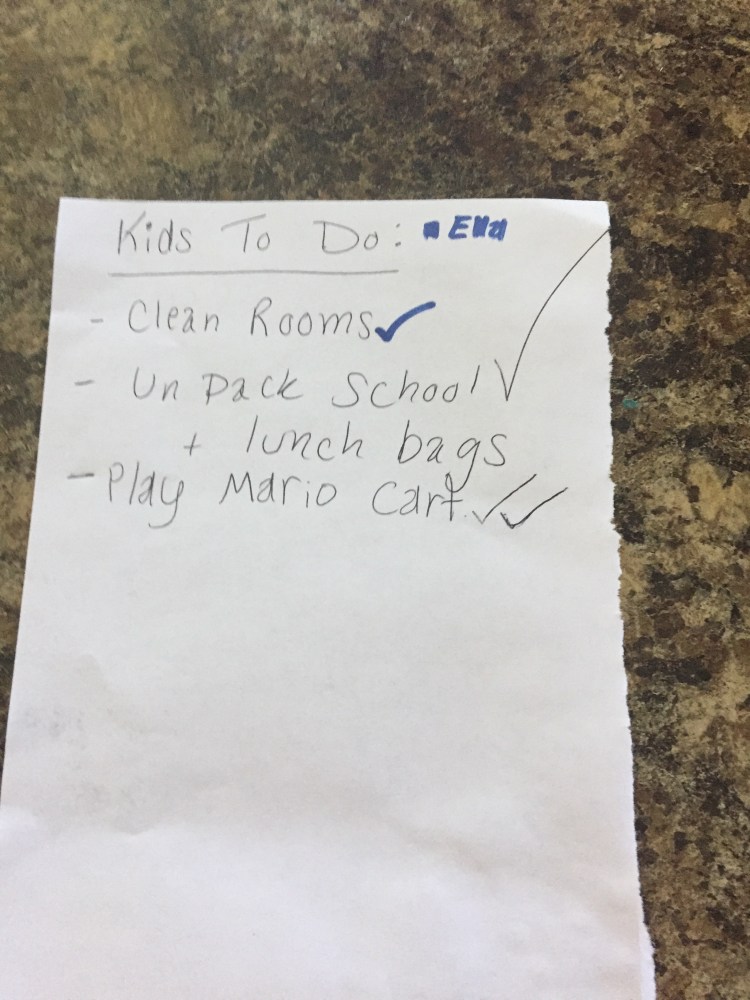 Kids To Do: Ella
- Clean Rooms ✓
- Un pack School ✓
+ lunch bags
- Play Mario Cart. ✓✓